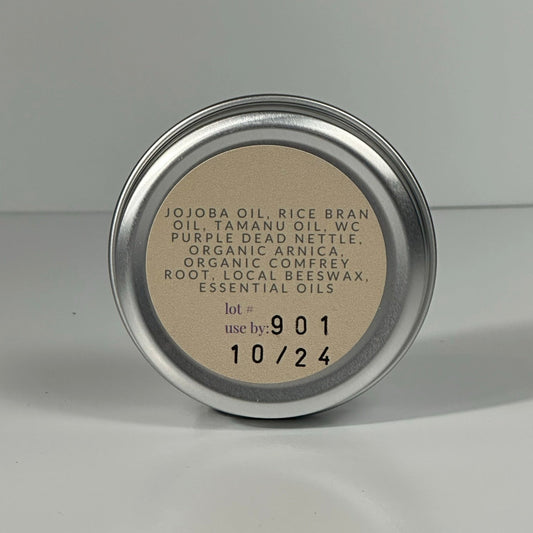 JOJOBA OIL, RICE BRAN
OIL, TAMANU OIL, WC
PURPLE DEAD NETTLE,
ORGANIC ARNICA,
ORGANIC COMFREY
ROOT, LOCAL BEESWAX,
ESSENTIAL OILS
lot #
use by: 901
10/24